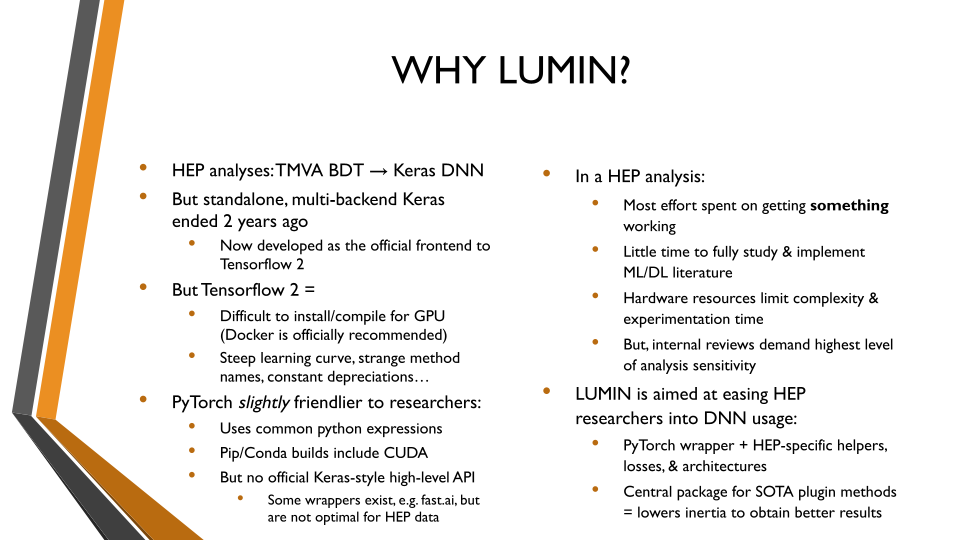 WHY LUMIN?
• HEP analyses: TMVA BDT → Keras DNN
• But standalone, multi-backend Keras
ended 2 years ago
• Now developed as the official frontend to
Tensorflow 2
• But Tensorflow 2 =
• Difficult to install/compile for GPU
(Docker is officially recommended)
• Steep learning curve, strange method
names, constant depreciations…
• PyTorch slightly friendlier to researchers:
• Uses common python expressions
• Pip/Conda builds include CUDA
• But no official Keras-style high-level API
• Some wrappers exist, e.g. fast.ai, but
are not optimal for HEP data
• In a HEP analysis:
• Most effort spent on getting something
working
• Little time to fully study & implement
ML/DL literature
• Hardware resources limit complexity &
experimentation time
• But, internal reviews demand highest level
of analysis sensitivity
• LUMIN is aimed at easing HEP
researchers into DNN usage:
• PyTorch wrapper + HEP-specific helpers,
losses, & architectures
• Central package for SOTA plugin methods
= lowers inertia to obtain better results